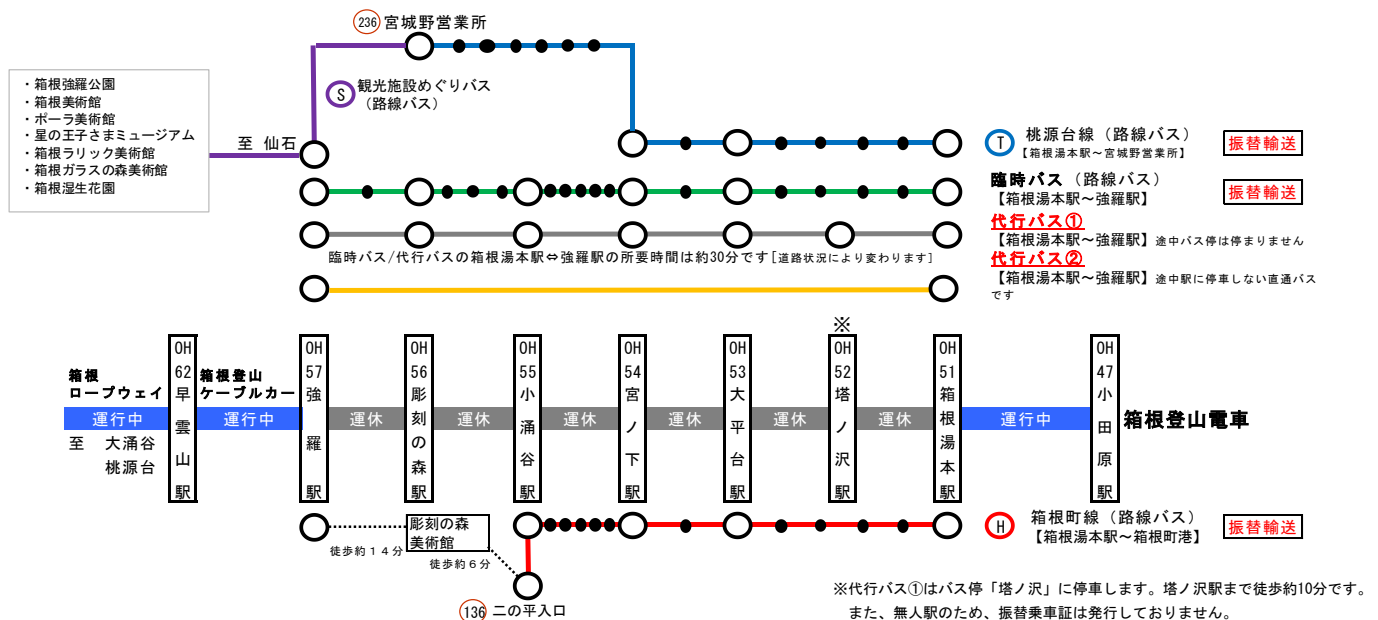 236 宮城野営業所
・箱根強羅公園
・箱根美術館
・ポーラ美術館
・星の王子さまミュージアム
・箱根ラリック美術館
・箱根ガラスの森美術館
・箱根湿生花園
S 観光施設めぐりバス
（路線バス）
至 仙石
T 桃源台線（路線バス）
【箱根湯本駅～宮城野営業所】
振替輸送
臨時バス（路線バス）
【箱根湯本駅～強羅駅】
振替輸送
代行バス①
【箱根湯本駅～強羅駅】途中バス停は停まりません
臨時バス/代行バスの箱根湯本駅⇔強羅駅の所要時間は約30分です[道路状況により変わります]
代行バス②
【箱根湯本駅～強羅駅】途中駅に停車しない直通バス
です
※
箱根
ロープウェイ
運行中
至 大涌谷
桃源台
OH
62
早雲山駅
箱根登山
ケーブルカー
運行中
OH
57
強羅駅
運休
OH
56
彫刻の森駅
運休
OH
55
小涌谷駅
運休
OH
54
宮ノ下駅
運休
OH
53
大平台駅
運休
OH
52
塔ノ沢駅
運休
OH
51
箱根湯本駅
運行中
OH
47
小田原駅
箱根登山電車
彫刻の森
美術館
徒歩約１４分
徒歩約６分
136 二の平入口
H 箱根町線（路線バス）
【箱根湯本駅～箱根町港】
振替輸送
※代行バス①はバス停「塔ノ沢」に停車します。塔ノ沢駅まで徒歩約10分です。
また、無人駅のため、振替乗車証は発行しておりません。